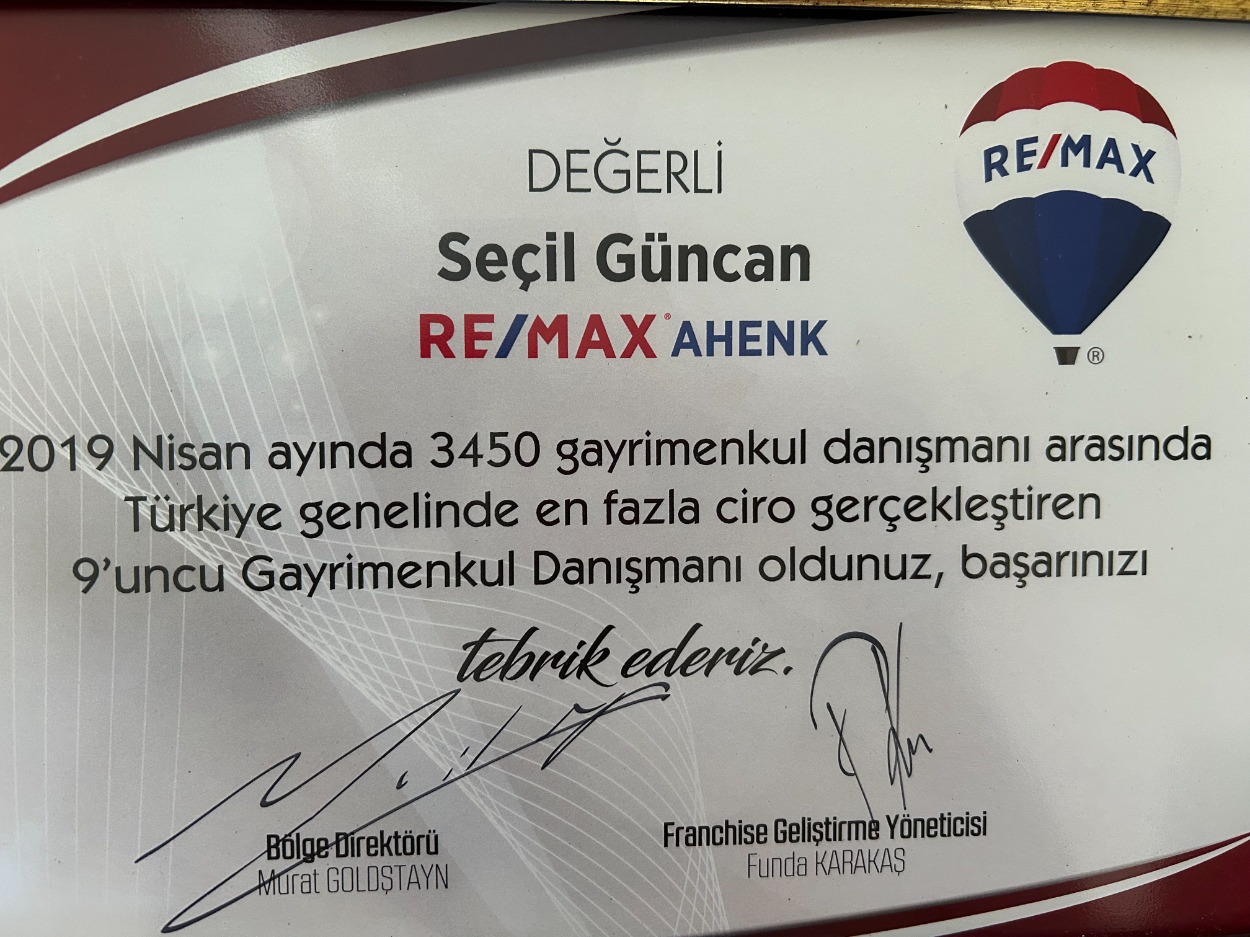 DEĞERLİ
RE/MAX
Seçil Güncan
RE/MAX® AHENK
®
2019 Nisan ayında 3450 gayrimenkul danışmanı arasında
Türkiye genelinde en fazla ciro gerçekleştiren
9'uncu Gayrimenkul Danışmanı oldunuz, başarınızı
tebrik ederiz.
Bölge Direktörü
Murat GOLDŞTAYN
Franchise Geliştirme Yöneticisi
Funda KARAKAŞ